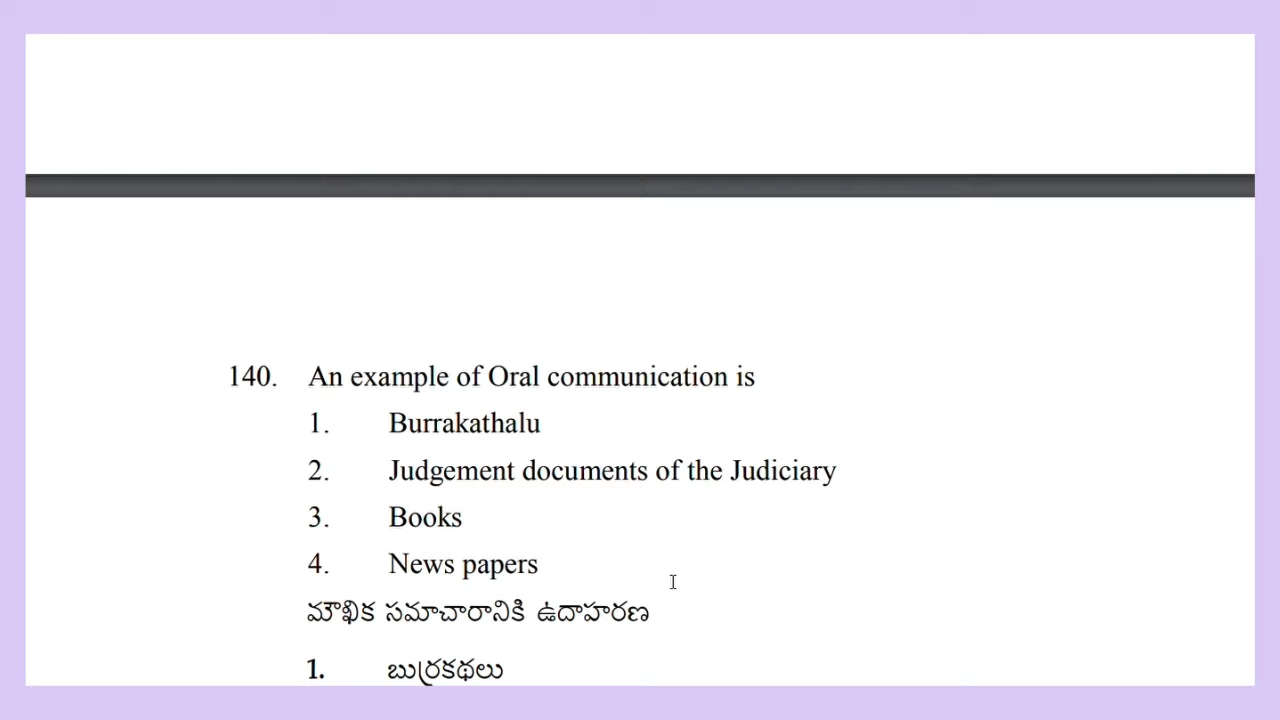 140. An example of Oral communication is
1. Burrakathalu
2. Judgement documents of the Judiciary
3. Books
4. News papers
మౌఖిక సమాచారానికి ఉదాహరణ
1. బుర్రకథలు